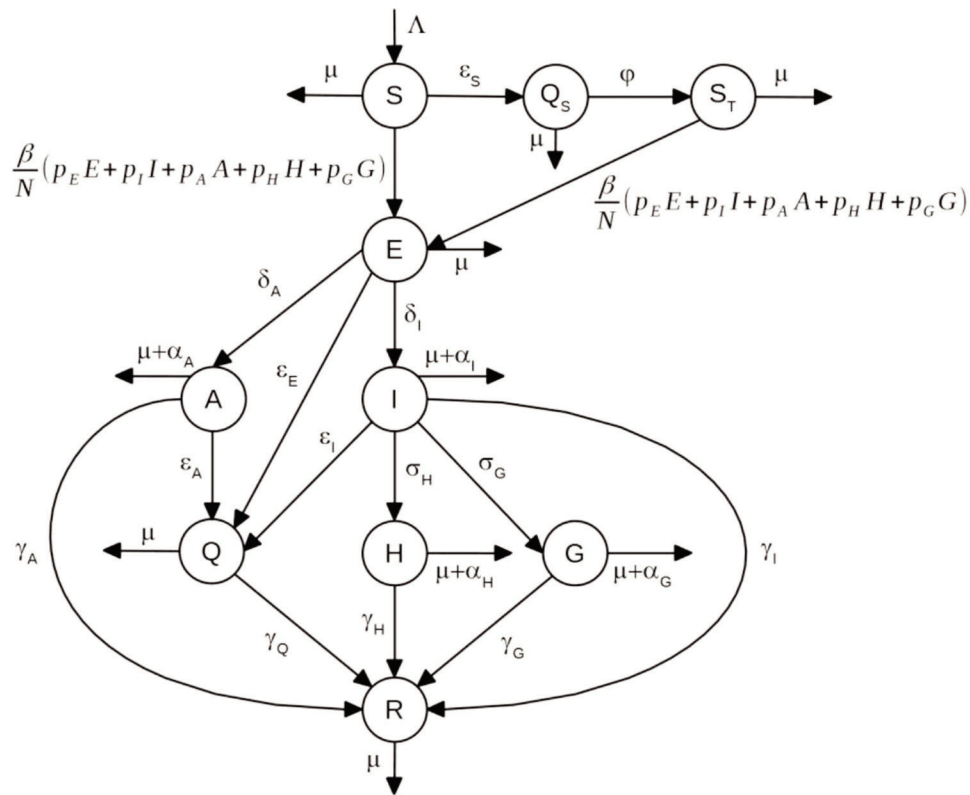 Λ
μ S ε_S Q_S φ S_T μ
μ
β/N (p_E E + p_I I + p_A A + p_H H + p_G G)
β/N (p_E E + p_I I + p_A A + p_H H + p_G G)
E μ
δ_A δ_I
μ+α_A μ+α_I
A ε_E I
ε_A ε_I σ_H σ_G
μ Q H μ+α_H G μ+α_G
γ_A γ_I
γ_Q γ_H γ_G
R
μ